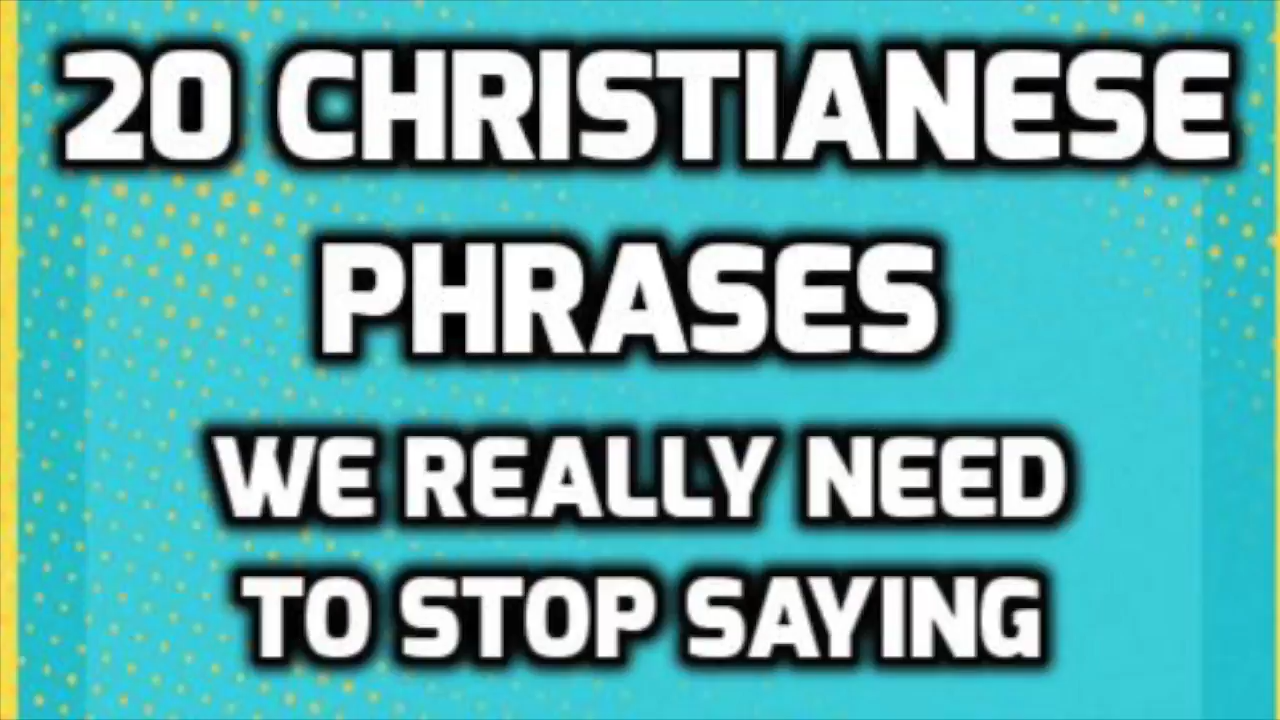 20 CHRISTIANESE
PHRASES
WE REALLY NEED
TO STOP SAYING